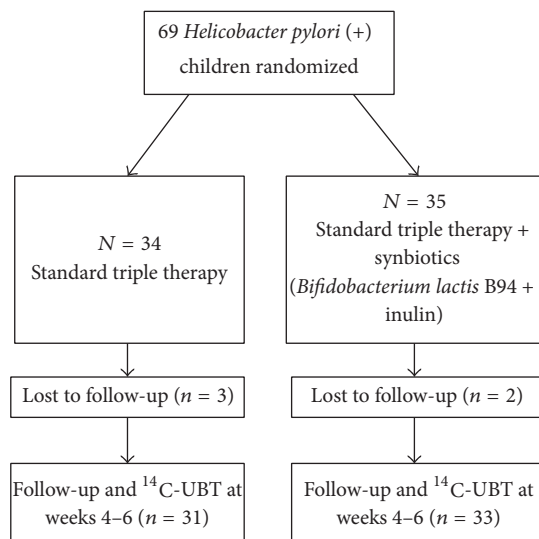 69 Helicobacter pylori (+)
children randomized
N = 34
Standard triple therapy
N = 35
Standard triple therapy +
synbiotics
(Bifidobacterium lactis B94 +
inulin)
Lost to follow-up (n = 3)
Lost to follow-up (n = 2)
Follow-up and ¹⁴C-UBT at
weeks 4–6 (n = 31)
Follow-up and ¹⁴C-UBT at
weeks 4–6 (n = 33)